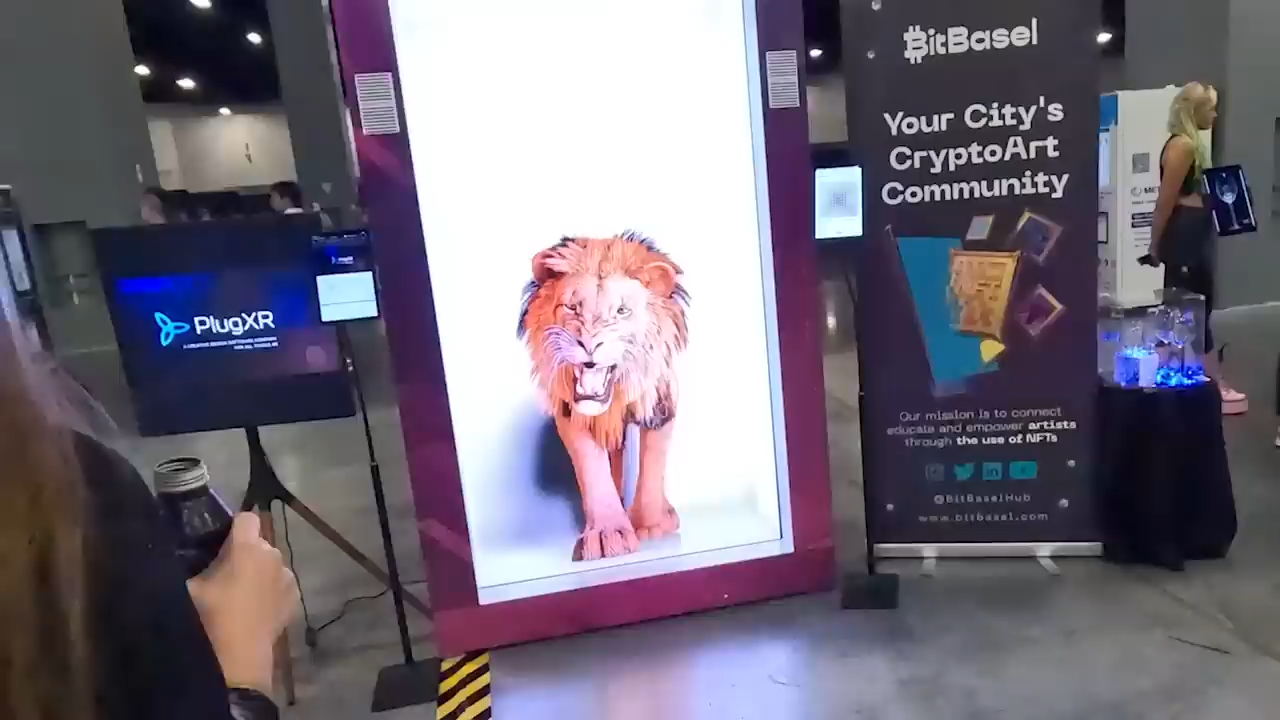 BitBasel
Your City's
CryptoArt
Community
PlugXR
Our mission is to connect
educate and empower artists
through the use of NFTs
@BitBaselHub
www.bitbasel.com
MET